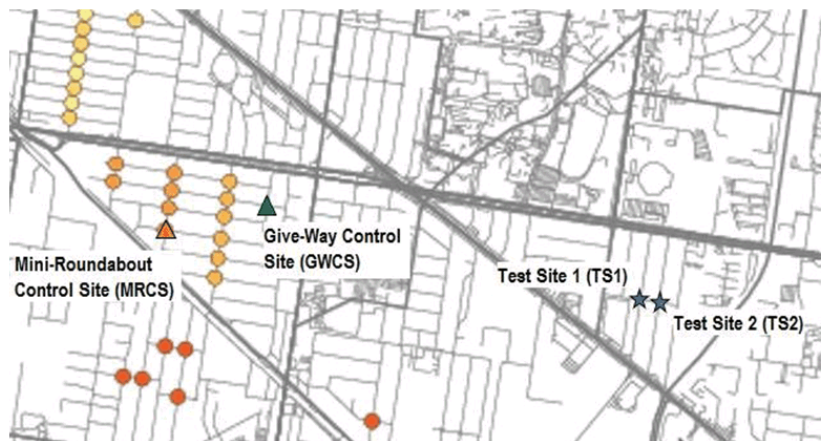 Give-Way Control
Site (GWCS)
Mini-Roundabout
Control Site (MRCS)
Test Site 1 (TS1)
Test Site 2 (TS2)